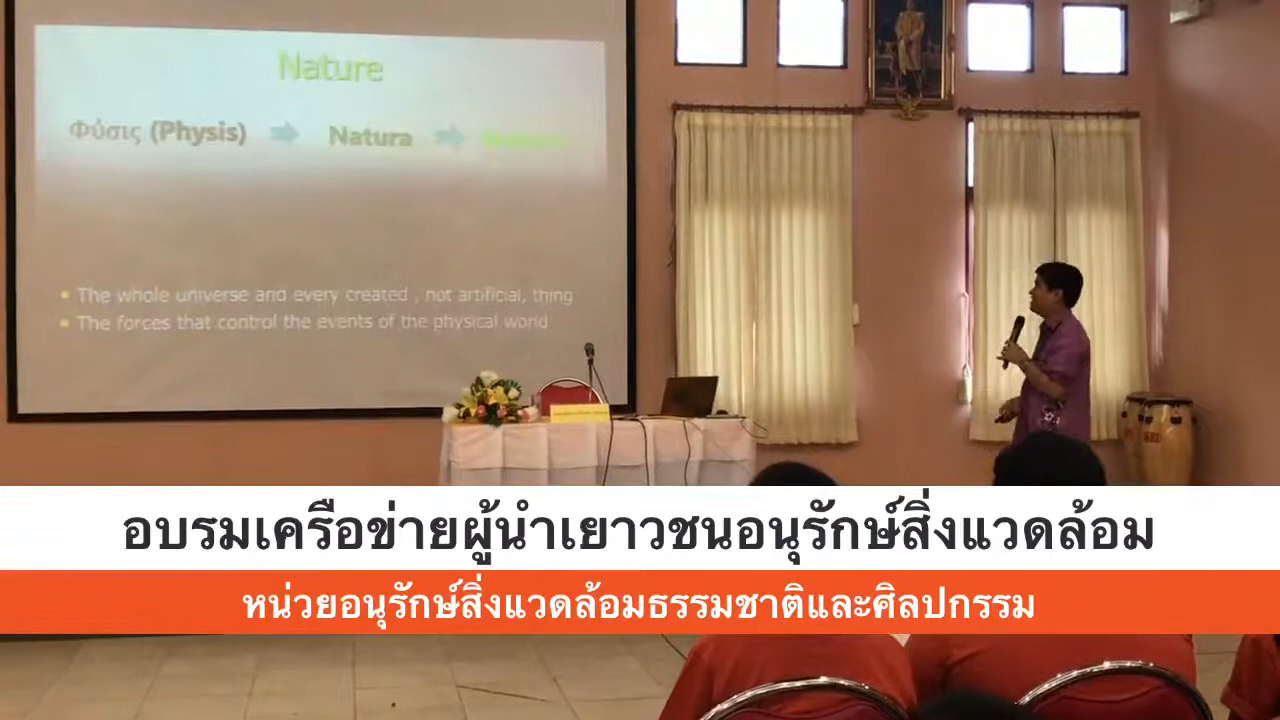 Nature
Φύσις (Physis) Natura
The whole universe and every created , not artificial, thing
The forces that control the events of the physical world
อบรมเครือข่ายผู้นำเยาวชนอนุรักษ์สิ่งแวดล้อม
หน่วยอนุรักษ์สิ่งแวดล้อมธรรมชาติและศิลปกรรม